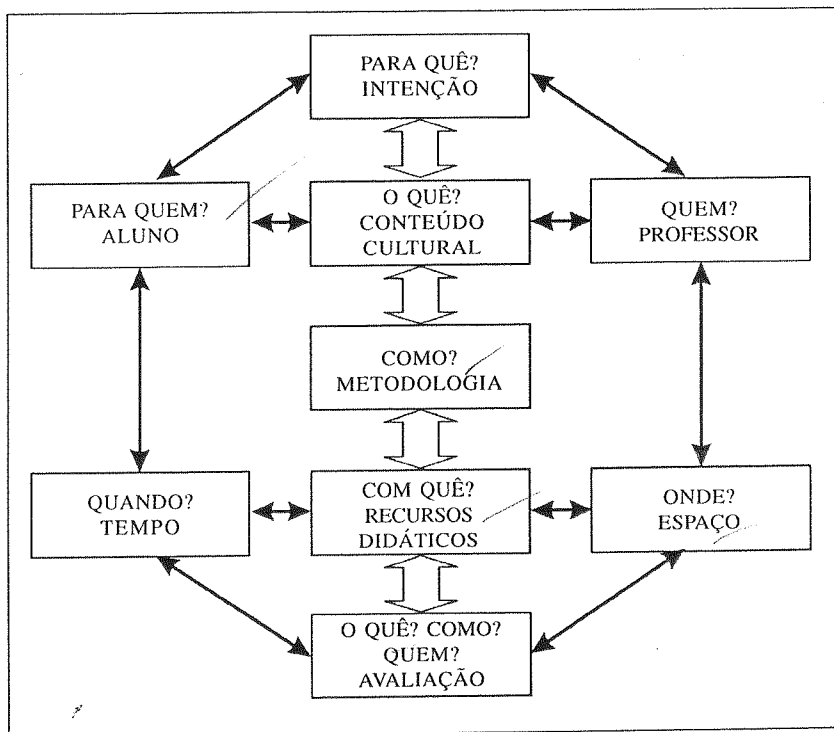 PARA QUÊ?
INTENÇÃO
PARA QUEM?
ALUNO
O QUÊ?
CONTEÚDO
CULTURAL
QUEM?
PROFESSOR
COMO?
METODOLOGIA
QUANDO?
TEMPO
COM QUÊ?
RECURSOS
DIDÁTICOS
ONDE?
ESPAÇO
O QUÊ? COMO?
QUEM?
AVALIAÇÃO